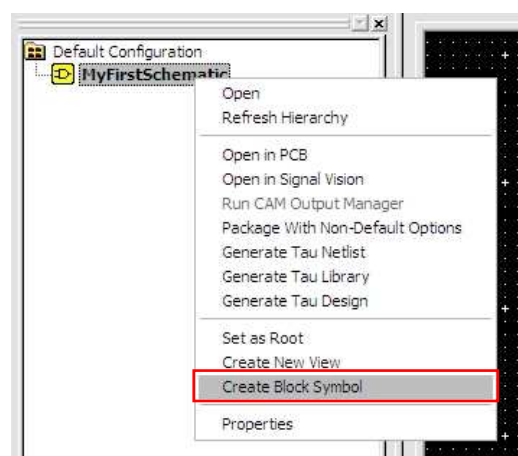 Default Configuration
MyFirstSchematic
Open
Refresh Hierarchy
Open in PCB
Open in Signal Vision
Run CAM Output Manager
Package With Non-Default Options
Generate Tau Netlist
Generate Tau Library
Generate Tau Design
Set as Root
Create New View
Create Block Symbol
Properties